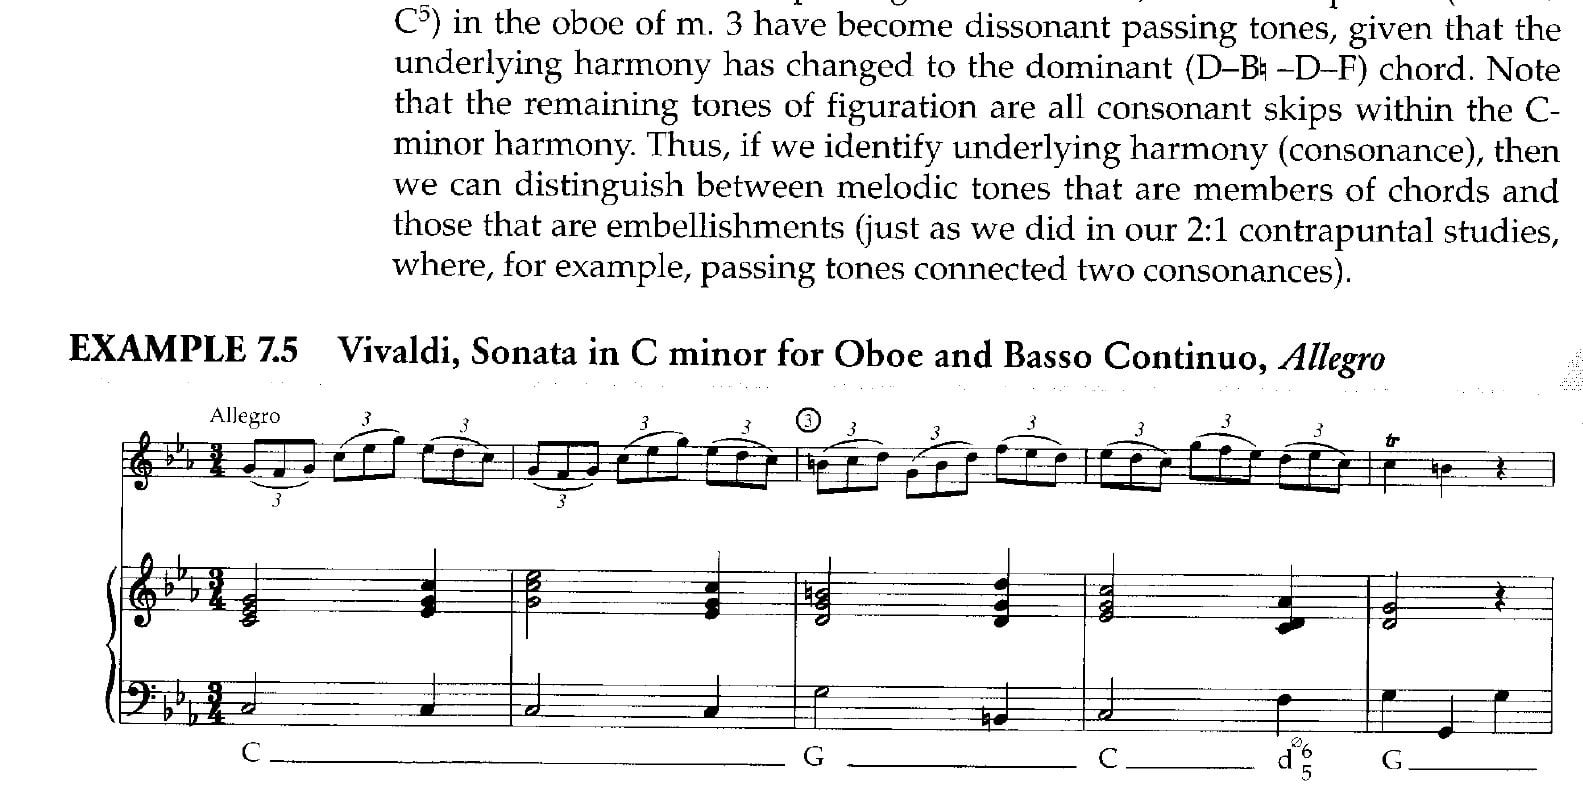 C⁵) in the oboe of m. 3 have become dissonant passing tones, given that the
underlying harmony has changed to the dominant (D–B♮ –D–F) chord. Note
that the remaining tones of figuration are all consonant skips within the C-
minor harmony. Thus, if we identify underlying harmony (consonance), then
we can distinguish between melodic tones that are members of chords and
those that are embellishments (just as we did in our 2:1 contrapuntal studies,
where, for example, passing tones connected two consonances).
EXAMPLE 7.5 Vivaldi, Sonata in C minor for Oboe and Basso Continuo, Allegro
Allegro
3 3 3 3 ③ 3 3 3 3 3 3 tr
3 3
3 4
3 4
3 4
C G C dø6 5 G